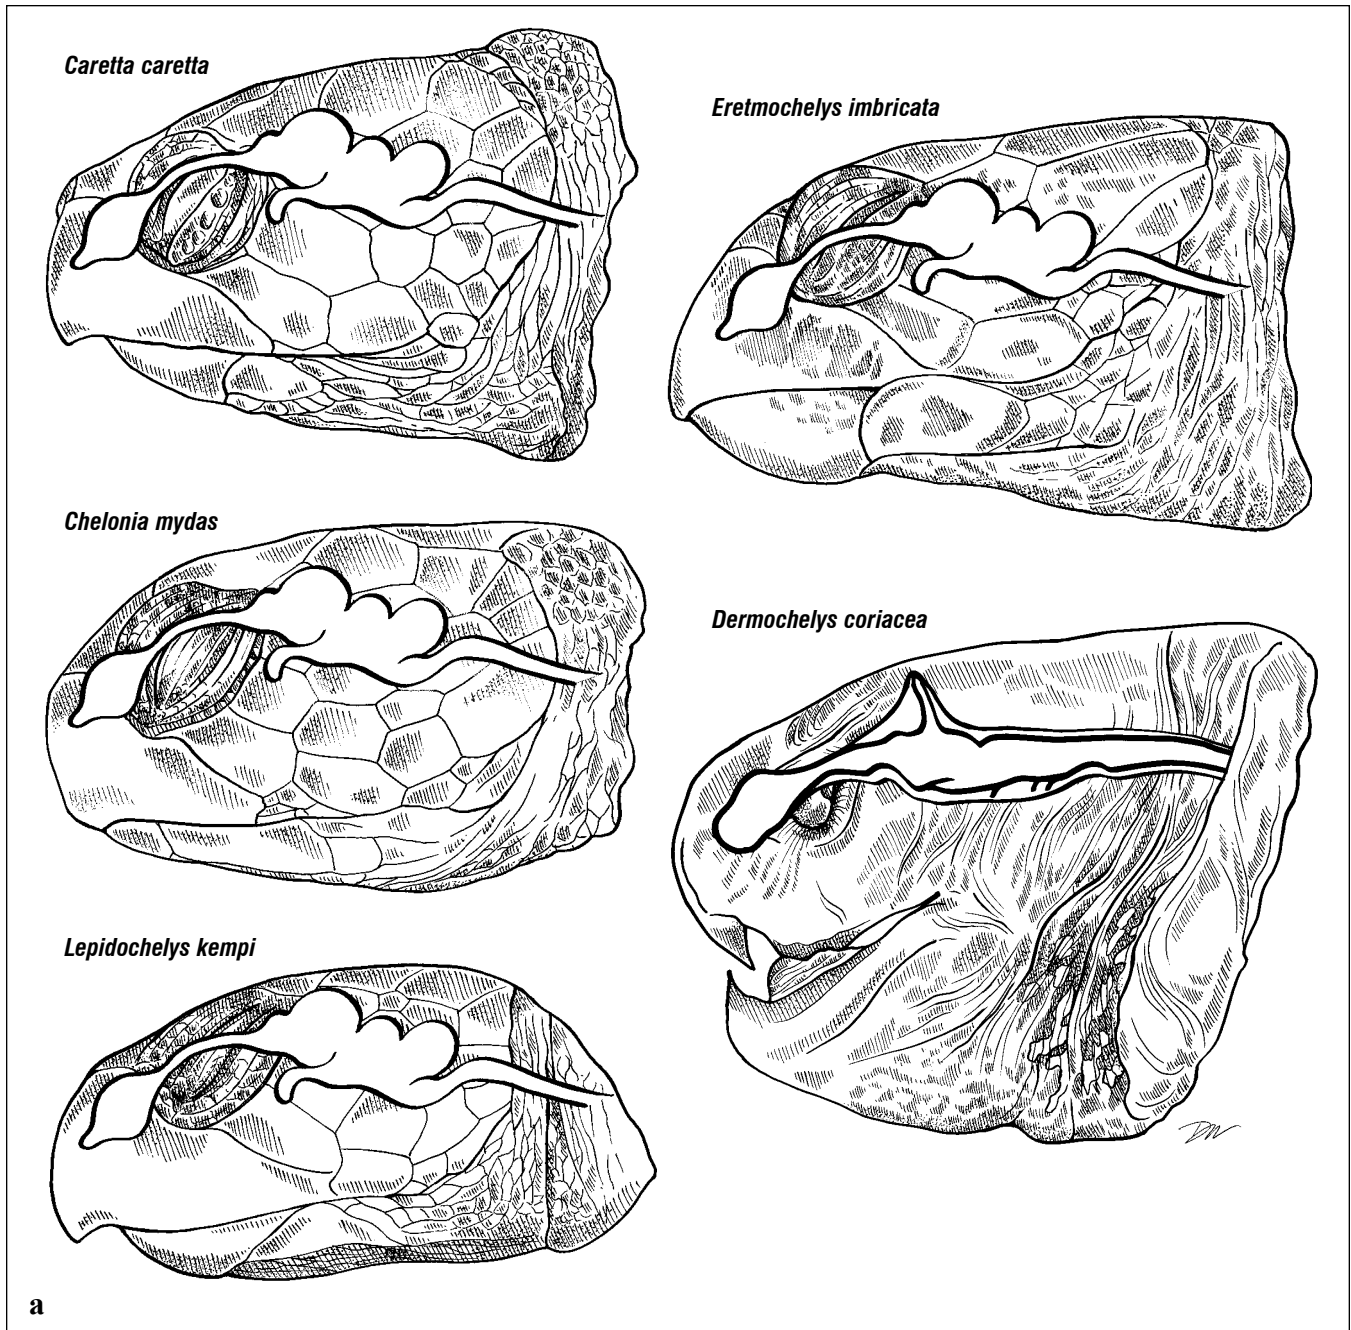 Caretta caretta
Eretmochelys imbricata
Chelonia mydas
Dermochelys coriacea
Lepidochelys kempi
a